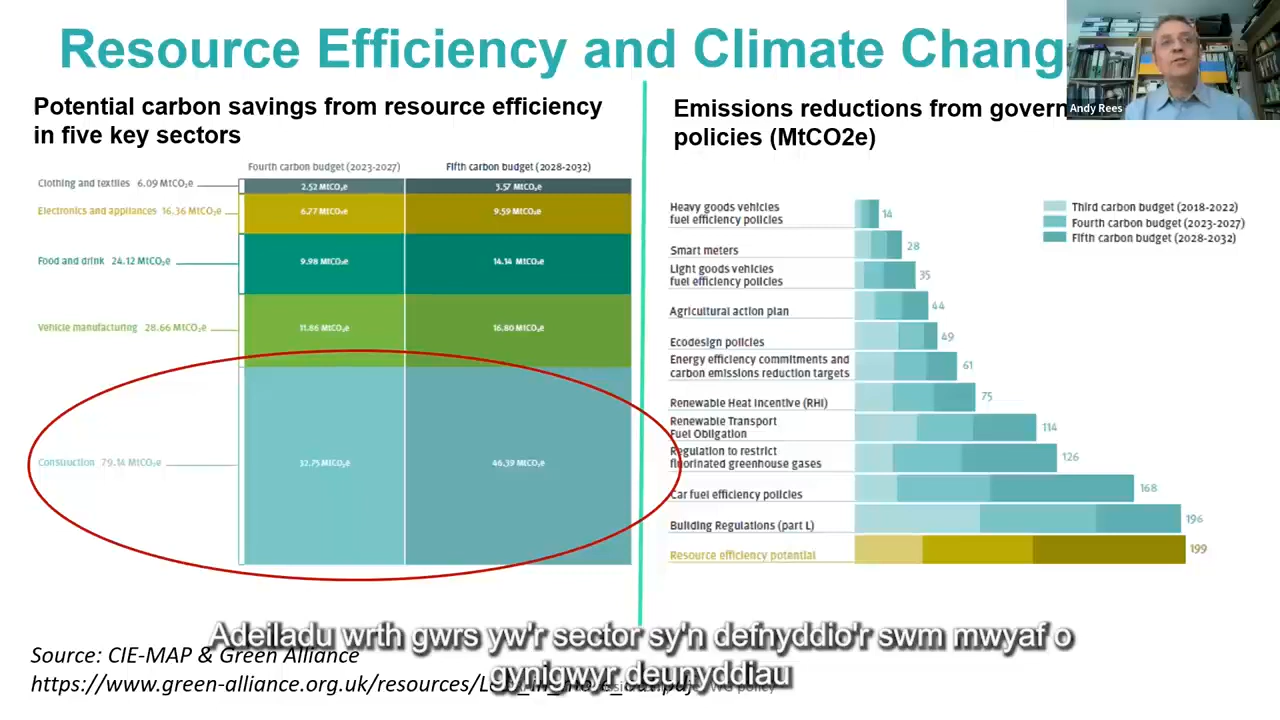 Resource Efficiency and Climate Chang
Andy Rees
Potential carbon savings from resource efficiency
in five key sectors
Fourth carbon budget (2023-2027)
Fifth carbon budget (2028-2032)
Clothing and textiles 6.09 MtCO₂e
2.52 MtCO₂e
3.57 MtCO₂e
Electronics and appliances 16.36 MtCO₂e
6.77 MtCO₂e
9.59 MtCO₂e
Food and drink 24.12 MtCO₂e
9.98 MtCO₂e
14.14 MtCO₂e
Vehicle manufacturing 28.66 MtCO₂e
11.86 MtCO₂e
16.80 MtCO₂e
Construction 79.14 MtCO₂e
32.75 MtCO₂e
46.39 MtCO₂e
Emissions reductions from govern
policies (MtCO2e)
Third carbon budget (2018-2022)
Fourth carbon budget (2023-2027)
Fifth carbon budget (2028-2032)
Heavy goods vehicles
fuel efficiency policies
14
Smart meters
28
Light goods vehicles
fuel efficiency policies
35
Agricultural action plan
44
Ecodesign policies
49
Energy efficiency commitments and
carbon emissions reduction targets
61
Renewable Heat Incentive (RHI)
75
Renewable Transport
Fuel Obligation
114
Regulation to restrict
fluorinated greenhouse gases
126
Car fuel efficiency policies
168
Building Regulations (part L)
196
Resource efficiency potential
199
Adeiladu wrth gwrs yw'r sector sy'n defnyddio'r swm mwyaf o
gynigwyr deunyddiau
Source: CIE-MAP & Green Alliance
https://www.green-alliance.org.uk/resources/
policy